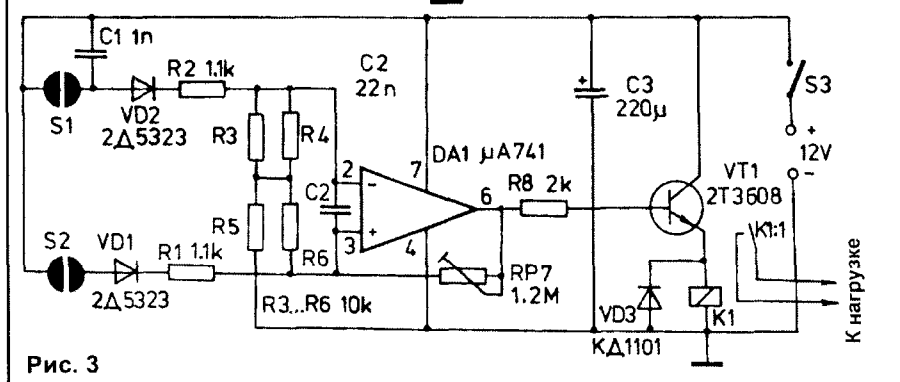 C1 1n
R2 1.1k
C2
22n
C3
220µ
S3
+
12V
−
S1
VD2
2Д5323
R3
R4
DA1 µA741
7
2
−
C2
6
R8 2k
VT1
2T3608
K1:1
S2
VD1
2Д5323
R1 1.1k
R5
R6
+
3
4
RP7
1.2M
R3...R6 10k
VD3
КД1101
K1
К нагрузке
Рис. 3